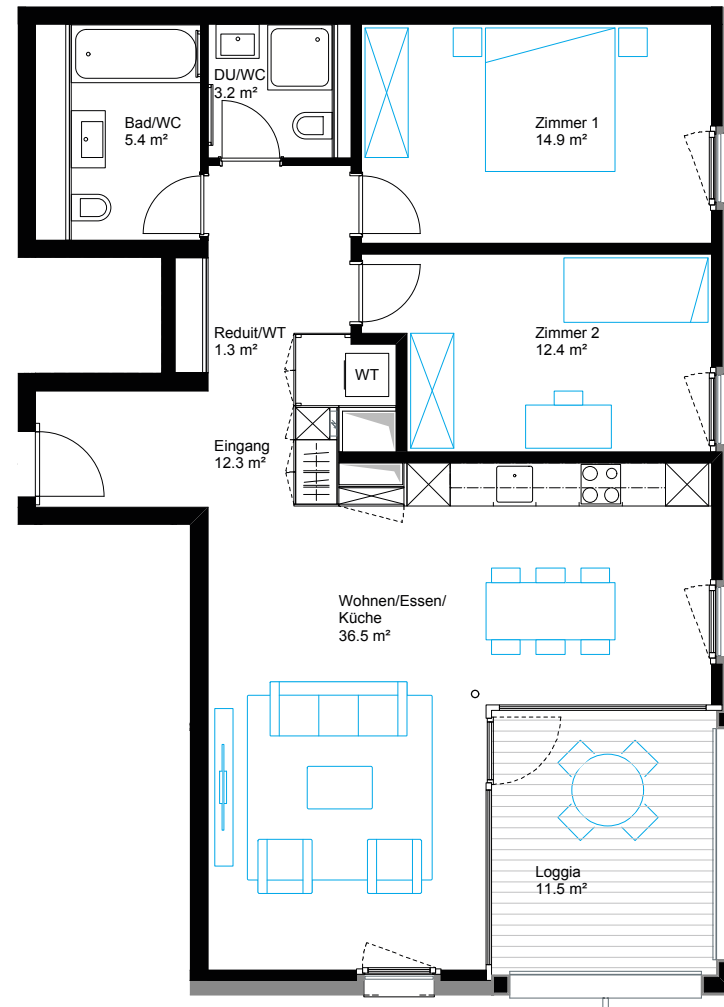 DU/WC
3.2 m²
Bad/WC
5.4 m²
Zimmer 1
14.9 m²
Reduit/WT
1.3 m²
WT
Zimmer 2
12.4 m²
Eingang
12.3 m²
Wohnen/Essen/
Küche
36.5 m²
Loggia
11.5 m²